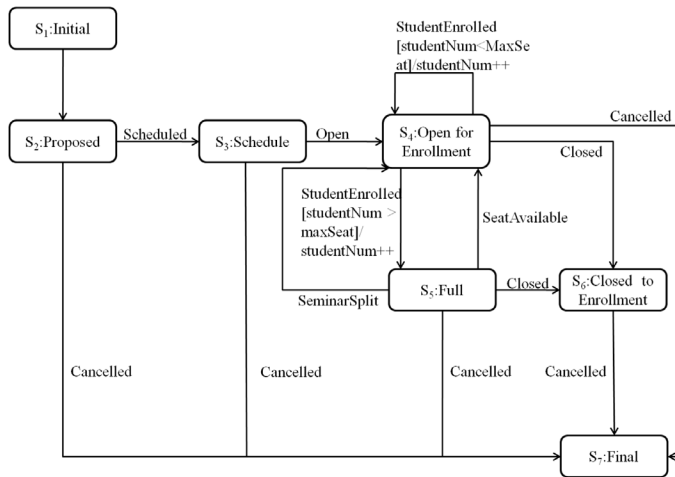 S₁:Initial
StudentEnrolled
[studentNum<MaxSe
at]/studentNum++
S₂:Proposed
Scheduled
S₃:Schedule
Open
S₄:Open for
Enrollment
Cancelled
Closed
StudentEnrolled
[studentNum >
maxSeat]/
studentNum++
SeatAvailable
SeminarSplit
S₅:Full
Closed
S₆:Closed to
Enrollment
Cancelled
Cancelled
Cancelled
Cancelled
S₇:Final